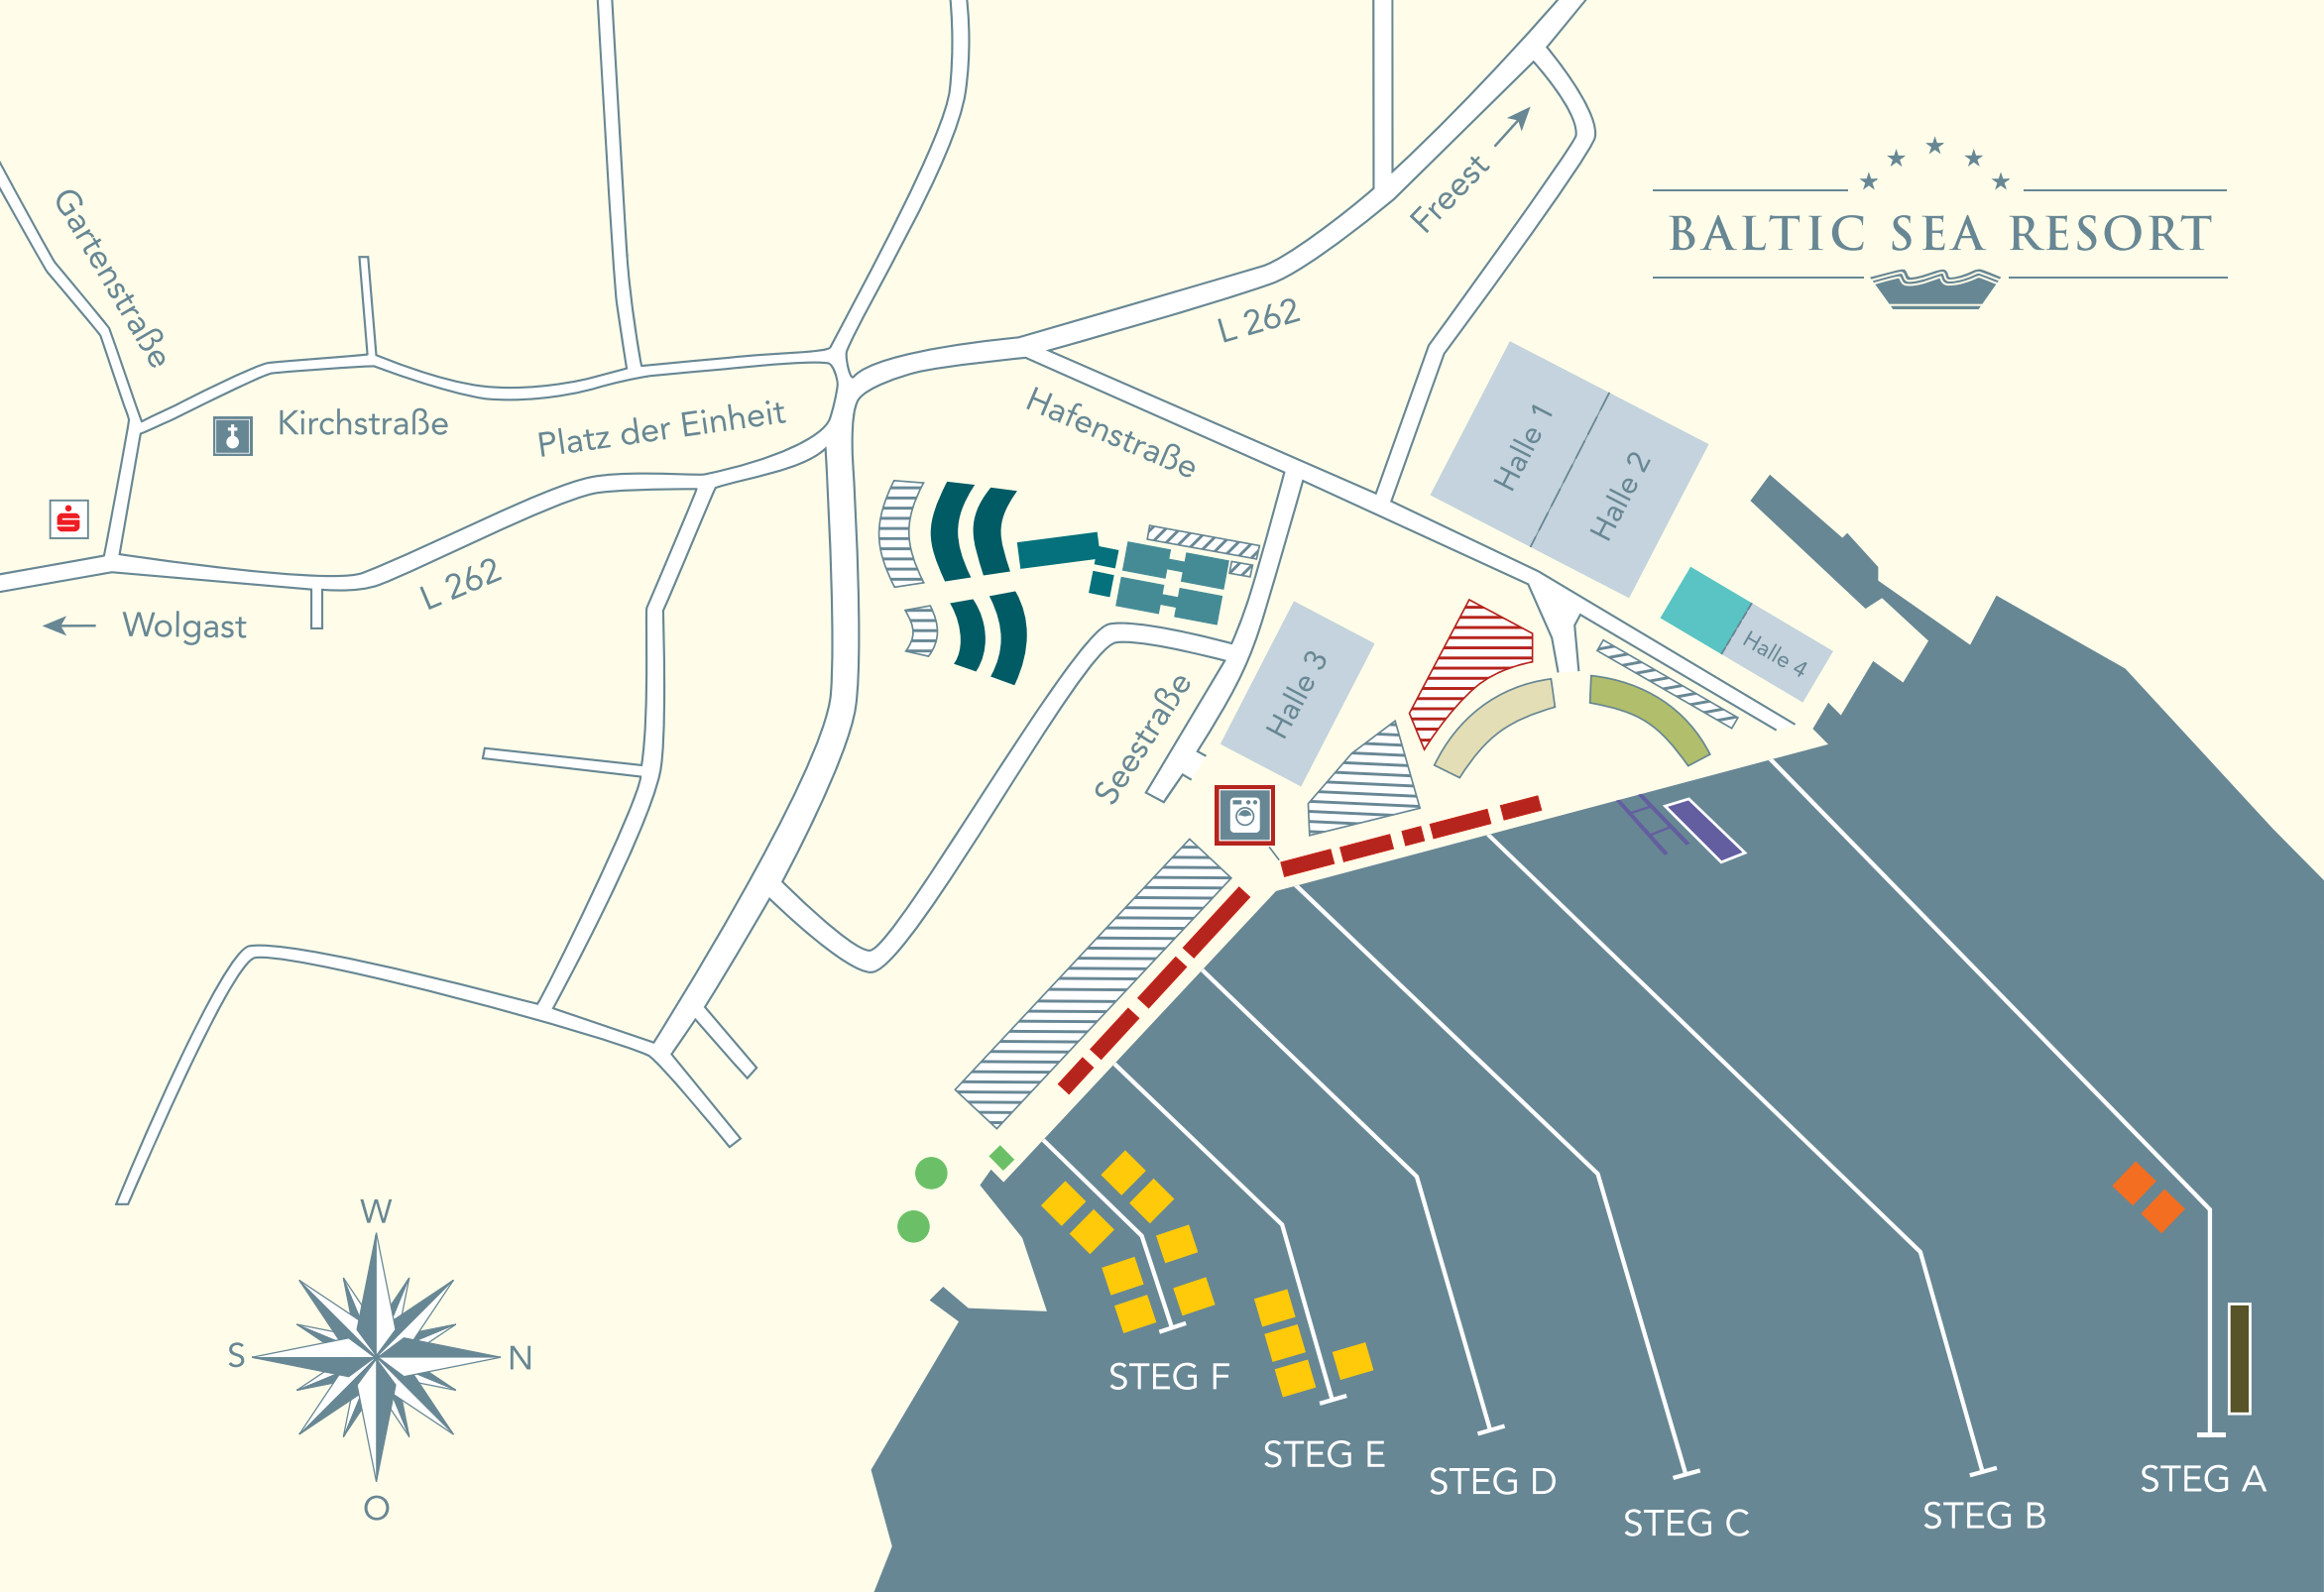 BALTIC SEA RESORT
Freest
Gartenstraße
L 262
Kirchstraße
Platz der Einheit
Hafenstraße
Halle 1
Halle 2
L 262
Wolgast
Halle 3
Halle 4
Seestraße
W
S
N
O
STEG F
STEG E
STEG D
STEG C
STEG B
STEG A